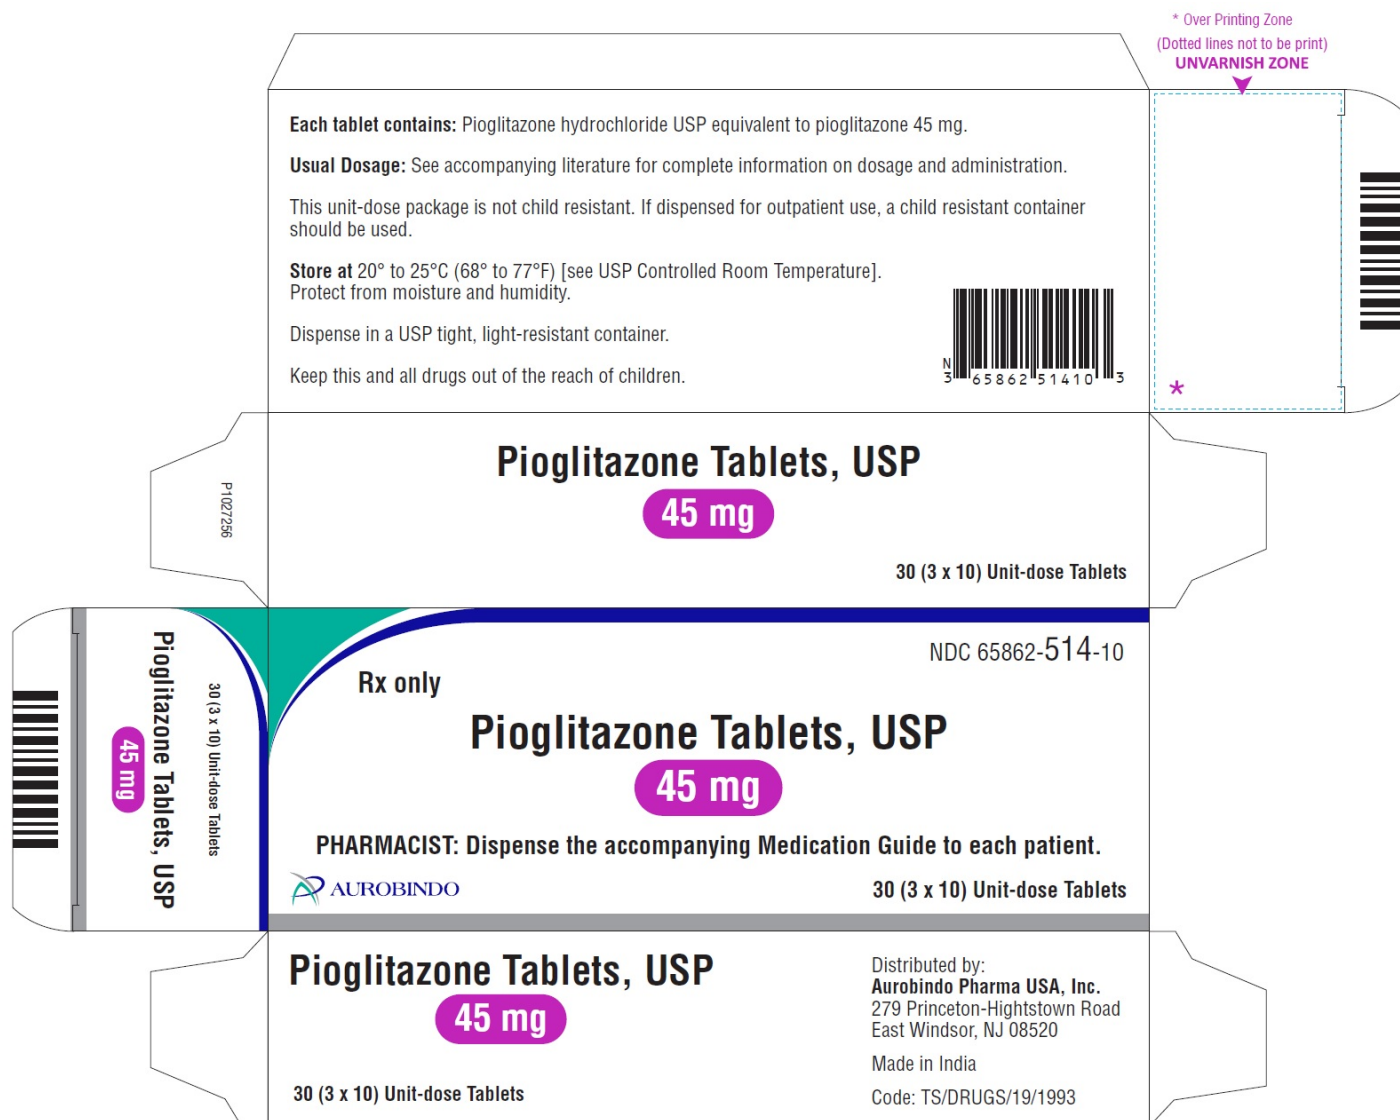 * Over Printing Zone
(Dotted lines not to be print)
UNVARNISH ZONE
Each tablet contains: Pioglitazone hydrochloride USP equivalent to pioglitazone 45 mg.
Usual Dosage: See accompanying literature for complete information on dosage and administration.
This unit-dose package is not child resistant. If dispensed for outpatient use, a child resistant container
should be used.
Store at 20° to 25°C (68° to 77°F) [see USP Controlled Room Temperature].
Protect from moisture and humidity.
Dispense in a USP tight, light-resistant container.
Keep this and all drugs out of the reach of children.
N
3 65862 51410 3
*
Pioglitazone Tablets, USP
45 mg
30 (3 x 10) Unit-dose Tablets
P1027256
Pioglitazone Tablets, USP
45 mg
30 (3 x 10) Unit-dose Tablets
NDC 65862-514-10
Rx only
Pioglitazone Tablets, USP
45 mg
PHARMACIST: Dispense the accompanying Medication Guide to each patient.
AUROBINDO
30 (3 x 10) Unit-dose Tablets
Pioglitazone Tablets, USP
45 mg
30 (3 x 10) Unit-dose Tablets
Distributed by:
Aurobindo Pharma USA, Inc.
279 Princeton-Hightstown Road
East Windsor, NJ 08520
Made in India
Code: TS/DRUGS/19/1993